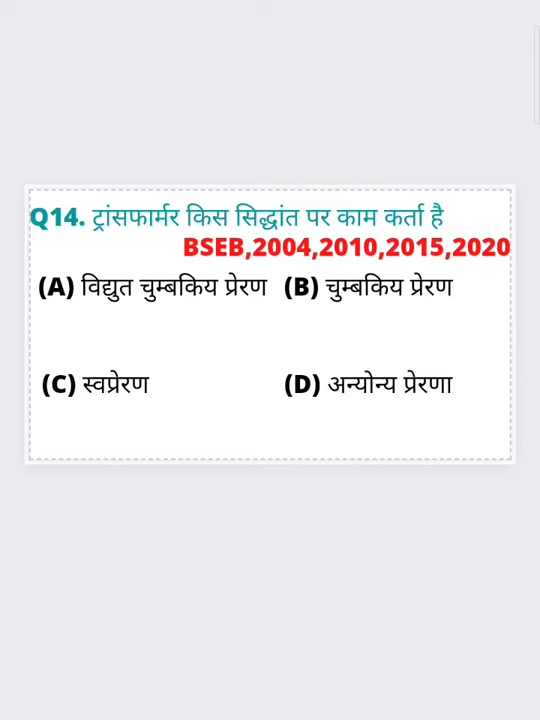 Q14. ट्रांसफार्मर किस सिद्धांत पर काम कर्ता है
BSEB,2004,2010,2015,2020
(A) विद्युत चुम्बकिय प्रेरण (B) चुम्बकिय प्रेरण
(C) स्वप्रेरण (D) अन्योन्य प्रेरणा